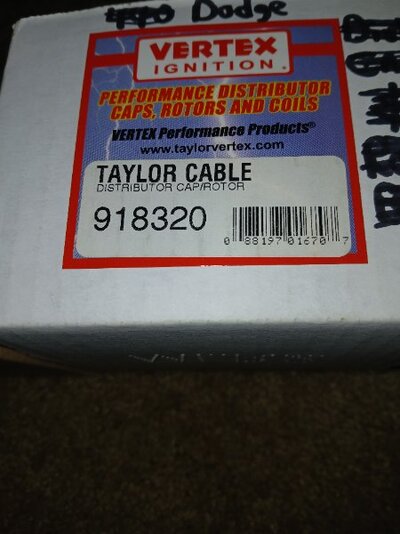 Dodge
VERTEX
IGNITION
PERFORMANCE DISTRIBUTOR
CAPS, ROTORS AND COILS
VERTEX Performance Products®
www.taylorvertex.com
TAYLOR CABLE
DISTRIBUTOR CAP/ROTOR
918320
0 88197 01670 7